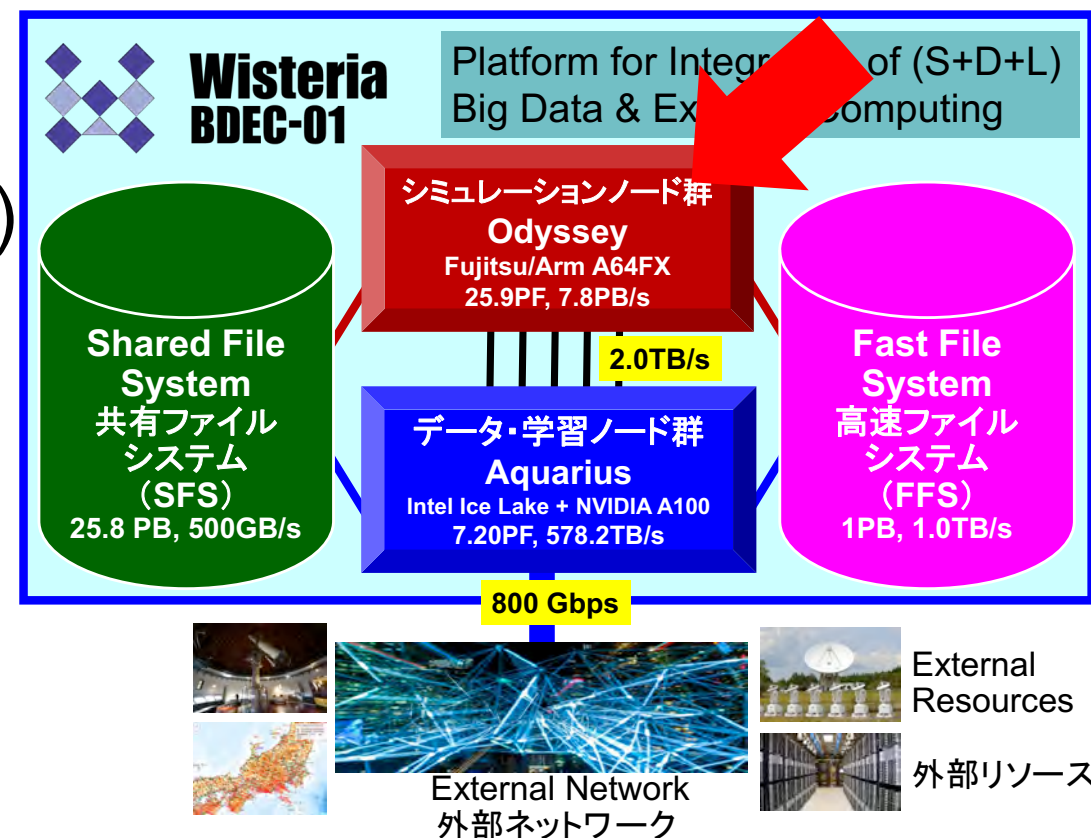 Wisteria
BDEC-01
Platform for Integr of (S+D+L)
Big Data & Ex omputing
)
シミュレーションノード群
Odyssey
Fujitsu/Arm A64FX
25.9PF, 7.8PB/s
2.0TB/s
Shared File
System
共有ファイル
システム
(SFS)
25.8 PB, 500GB/s
データ・学習ノード群
Aquarius
Intel Ice Lake + NVIDIA A100
7.20PF, 578.2TB/s
Fast File
System
高速ファイル
システム
(FFS)
1PB, 1.0TB/s
800 Gbps
External Network
外部ネットワーク
External
Resources
外部リソース